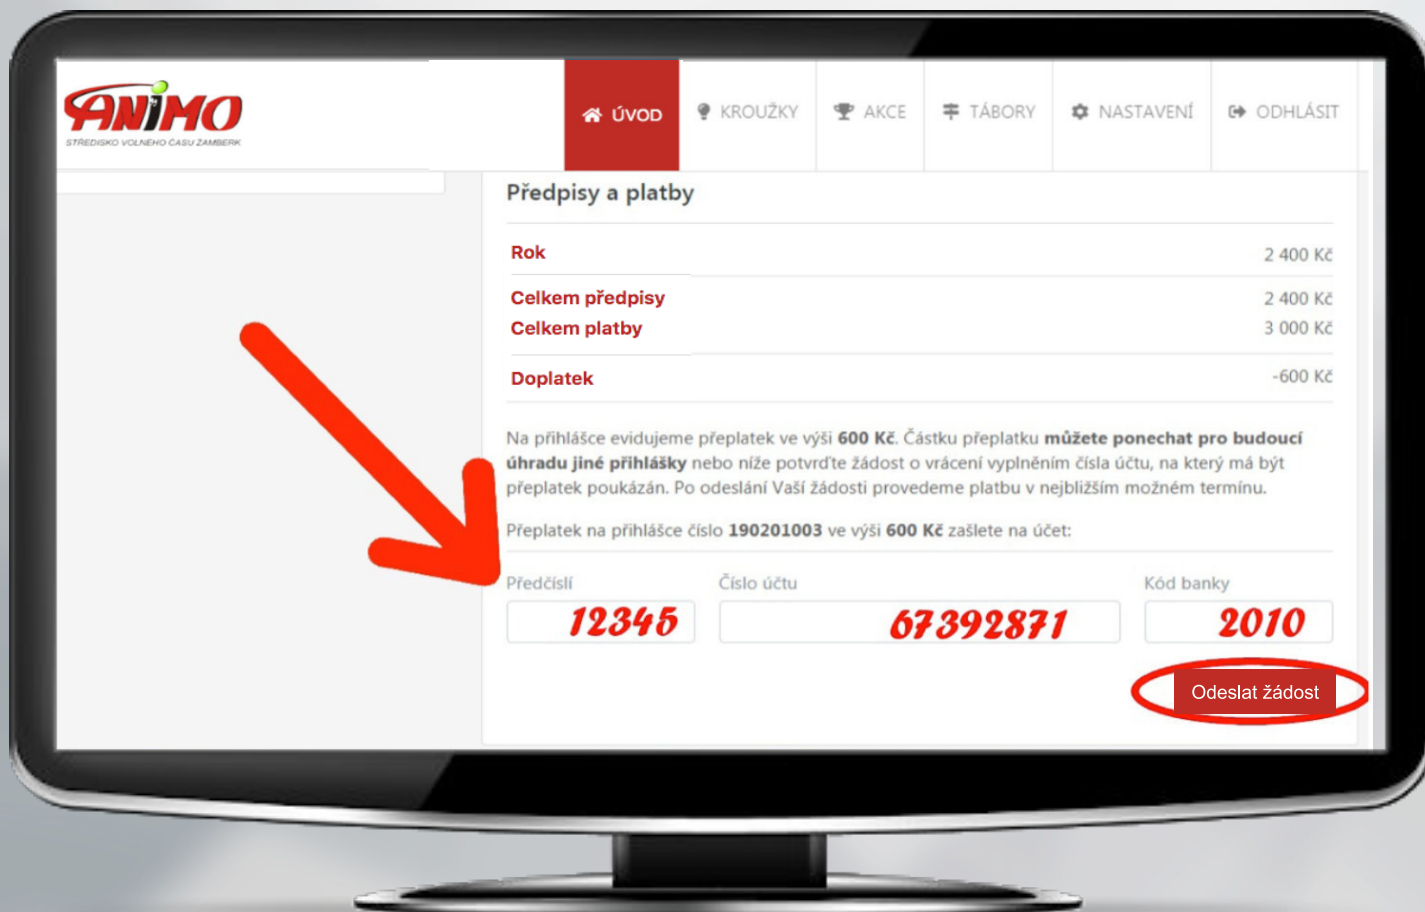 ANIMO
STŘEDISKO VOLNÉHO ČASU ŽAMBERK
ÚVOD KROUŽKY AKCE TÁBORY NASTAVENÍ ODHLÁSIT
Předpisy a platby
Rok 2 400 Kč
Celkem předpisy 2 400 Kč
Celkem platby 3 000 Kč
Doplatek -600 Kč
Na přihlášce evidujeme přeplatek ve výši 600 Kč. Částku přeplatku můžete ponechat pro budoucí
úhradu jiné přihlášky nebo níže potvrďte žádost o vrácení vyplněním čísla účtu, na který má být
přeplatek poukázán. Po odeslání Vaší žádosti provedeme platbu v nejbližším možném termínu.
Přeplatek na přihlášce číslo 190201003 ve výši 600 Kč zašlete na účet:
Předčíslí Číslo účtu Kód banky
12345 67392871 2010
Odeslat žádost